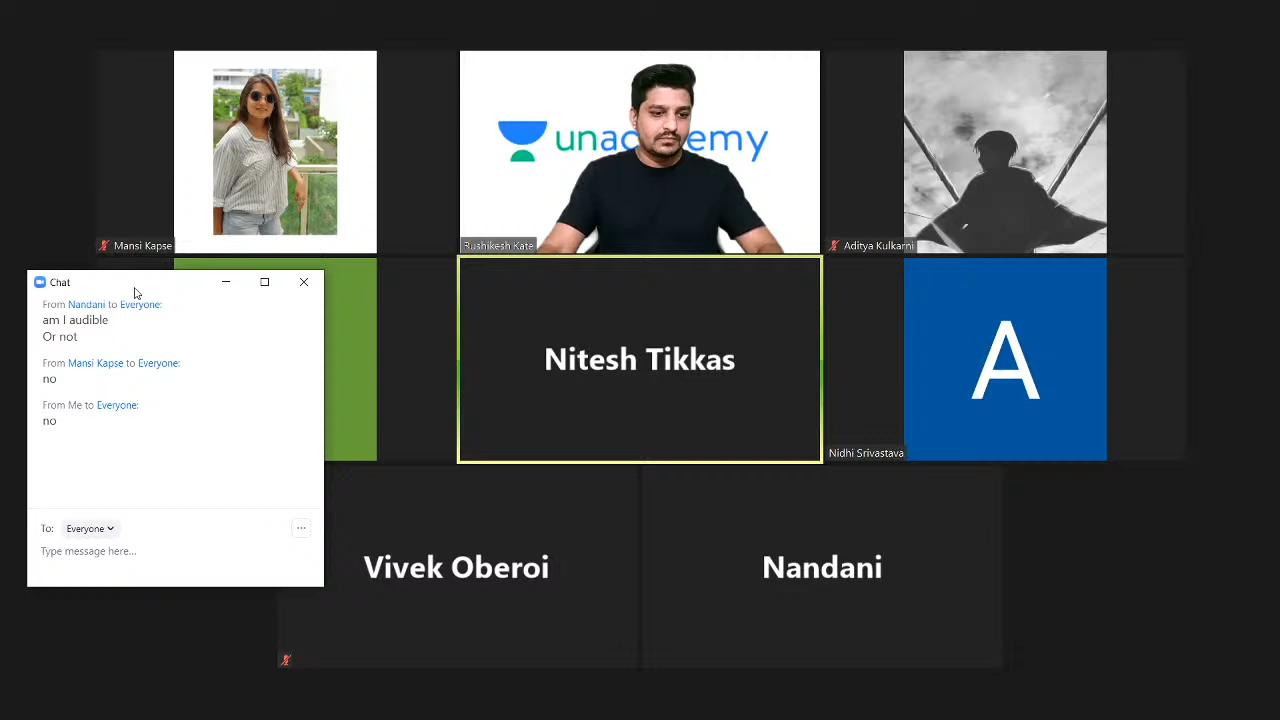 unacademy
Mansi Kapse
Rushikesh Kate
Aditya Kulkarni
Chat
From Nandani to Everyone:
am I audible
Or not
From Mansi Kapse to Everyone:
no
From Me to Everyone:
no
To: Everyone
Type message here...
Nitesh Tikkas
A
Nidhi Srivastava
Vivek Oberoi
Nandani